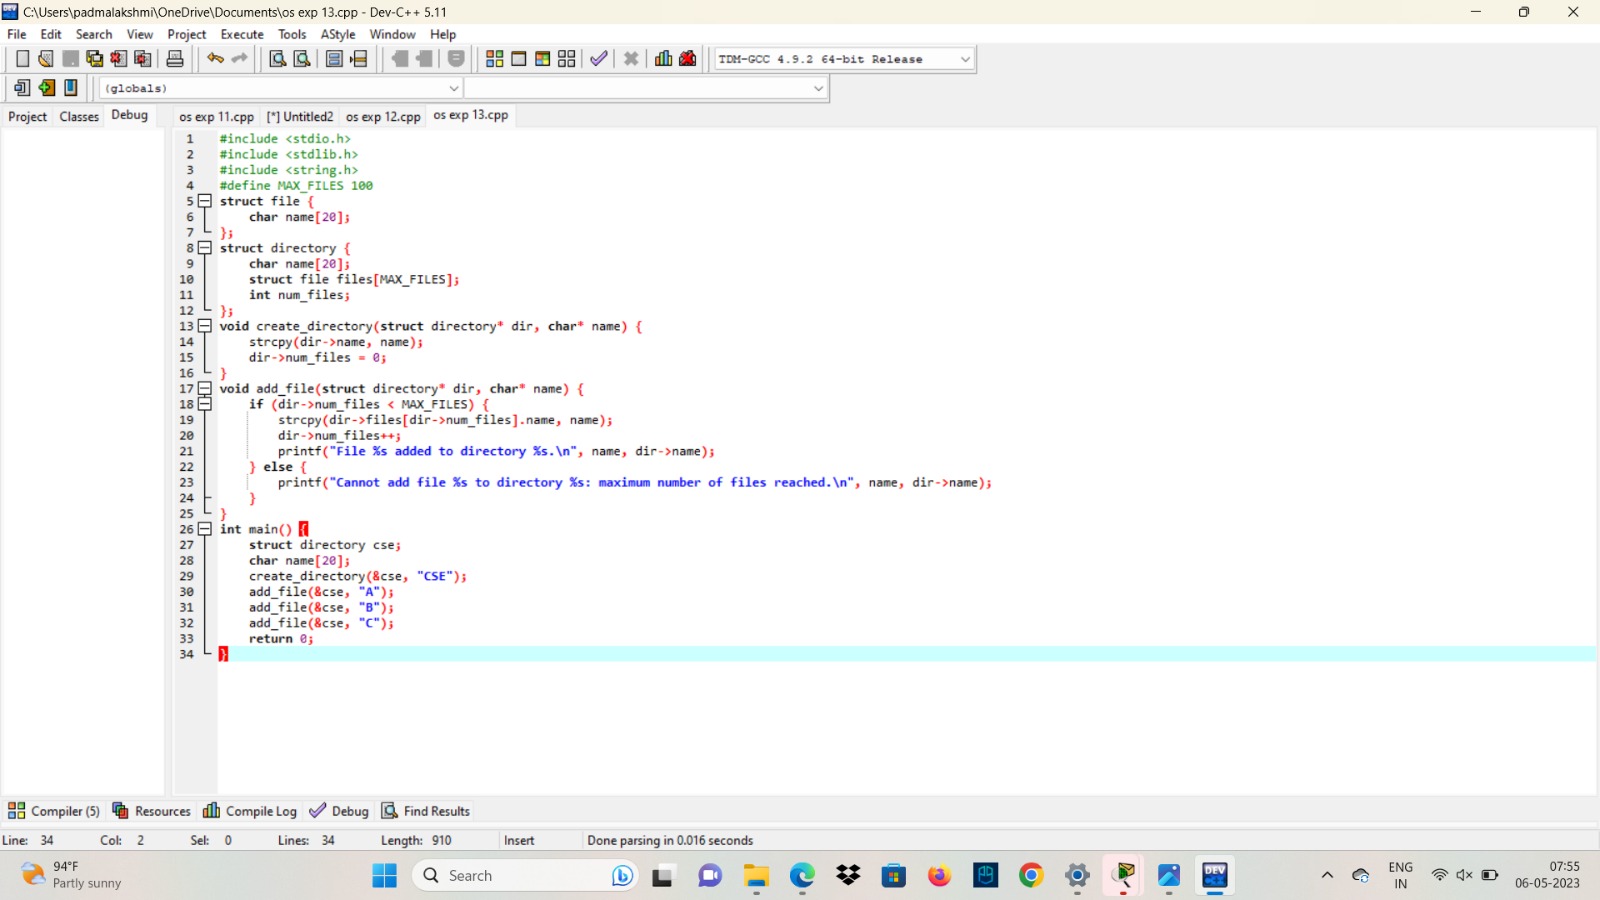 C:\Users\padmalakshmi\OneDrive\Documents\os exp 13.cpp - Dev-C++ 5.11
File Edit Search View Project Execute Tools AStyle Window Help
TDM-GCC 4.9.2 64-bit Release
(globals)
Project Classes Debug os exp 11.cpp [*] Untitled2 os exp 12.cpp os exp 13.cpp
1 #include <stdio.h>
2 #include <stdlib.h>
3 #include <string.h>
4 #define MAX_FILES 100
5 struct file {
6 char name[20];
7 };
8 struct directory {
9 char name[20];
10 struct file files[MAX_FILES];
11 int num_files;
12 };
13 void create_directory(struct directory* dir, char* name) {
14 strcpy(dir->name, name);
15 dir->num_files = 0;
16 }
17 void add_file(struct directory* dir, char* name) {
18 if (dir->num_files < MAX_FILES) {
19 strcpy(dir->files[dir->num_files].name, name);
20 dir->num_files++;
21 printf("File %s added to directory %s.\n", name, dir->name);
22 } else {
23 printf("Cannot add file %s to directory %s: maximum number of files reached.\n", name, dir->name);
24 }
25 }
26 int main() {
27 struct directory cse;
28 char name[20];
29 create_directory(&cse, "CSE");
30 add_file(&cse, "A");
31 add_file(&cse, "B");
32 add_file(&cse, "C");
33 return 0;
34 }
Compiler (5) Resources Compile Log Debug Find Results
Line: 34 Col: 2 Sel: 0 Lines: 34 Length: 910 Insert Done parsing in 0.016 seconds
94°F
Partly sunny
Search
DEV
ENG
IN
07:55
06-05-2023